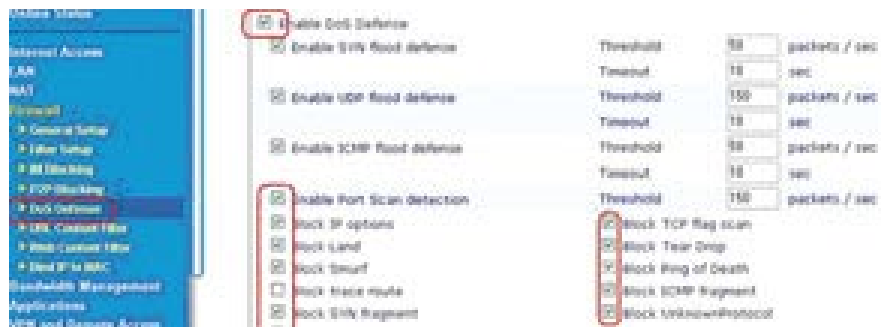 Online Status
Internet Access
LAN
NAT
Firewall
General Setup
Filter Setup
IM Blocking
P2P Blocking
DoS Defense
URL Content Filter
Web Content Filter
Bind IP to MAC
Bandwidth Management
Applications
VPN and Remote Access
Enable DoS Defense
Enable SYN flood defense Threshold 50 packets / sec
Timeout 10 sec
Enable UDP flood defense Threshold 150 packets / sec
Timeout 10 sec
Enable ICMP flood defense Threshold 50 packets / sec
Timeout 10 sec
Enable Port Scan detection Threshold 150 packets / sec
Block IP options Block TCP flag scan
Block Land Block Tear Drop
Block Smurf Block Ping of Death
Block trace route Block ICMP fragment
Block SYN fragment Block UnknownProtocol